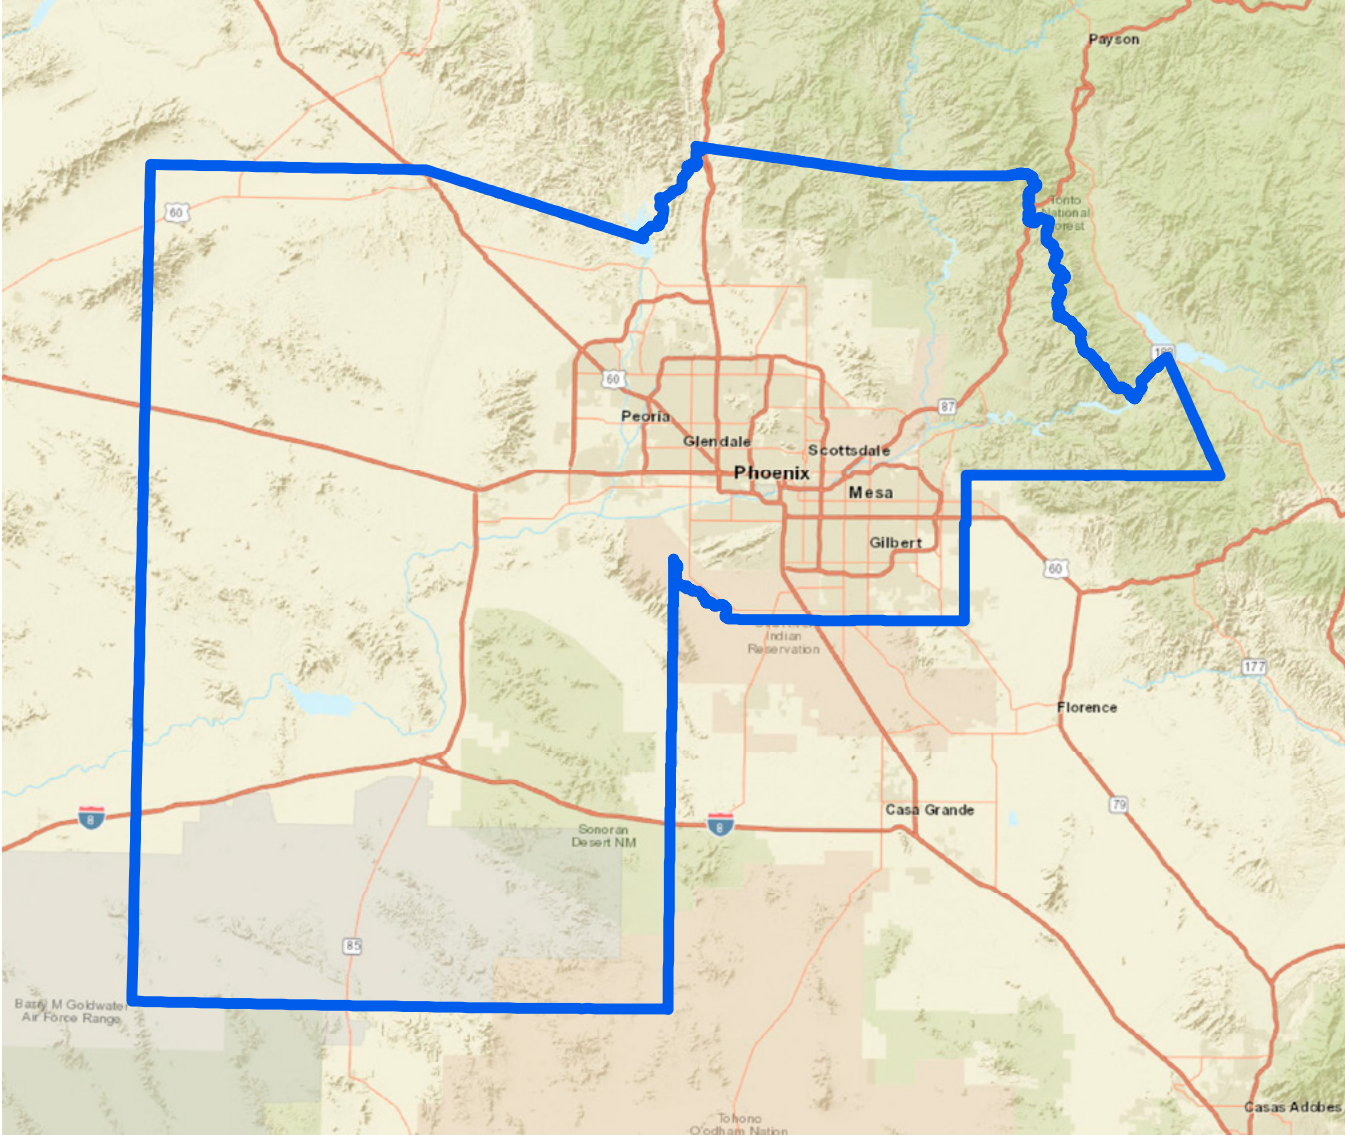 Payson
60
Tonto
National
Forest
188
60
87
Peoria
Glendale
Scottsdale
Phoenix
Mesa
Gilbert
60
Indian
Reservation
177
Florence
79
8
8
Casa Grande
Sonoran
Desert NM
85
Barry M Goldwater
Air Force Range
Casas Adobes
Tohono
O'odham Nation